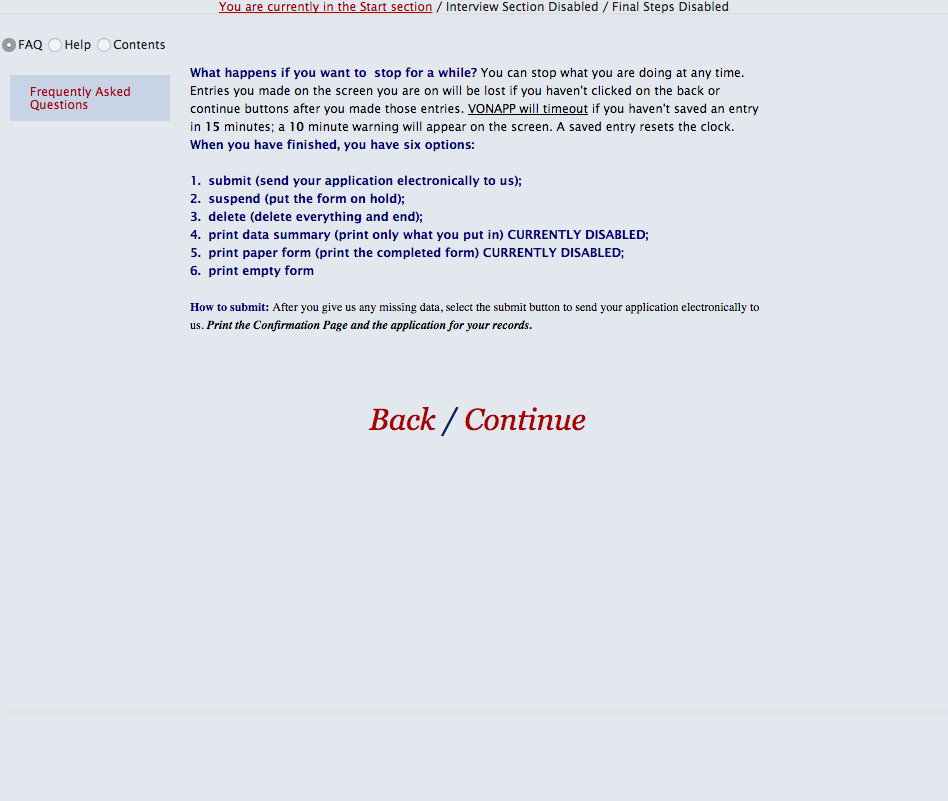 You are currently in the Start section / Interview Section Disabled / Final Steps Disabled
FAQ Help Contents
Frequently Asked
Questions
What happens if you want to  stop for a while? You can stop what you are doing at any time.
Entries you made on the screen you are on will be lost if you haven't clicked on the back or
continue buttons after you made those entries. VONAPP will timeout if you haven't saved an entry
in 15 minutes; a 10 minute warning will appear on the screen. A saved entry resets the clock.
When you have finished, you have six options:
1. submit (send your application electronically to us);
2. suspend (put the form on hold);
3. delete (delete everything and end);
4. print data summary (print only what you put in) CURRENTLY DISABLED;
5. print paper form (print the completed form) CURRENTLY DISABLED;
6. print empty form
How to submit: After you give us any missing data, select the submit button to send your application electronically to
us. Print the Confirmation Page and the application for your records.
Back / Continue